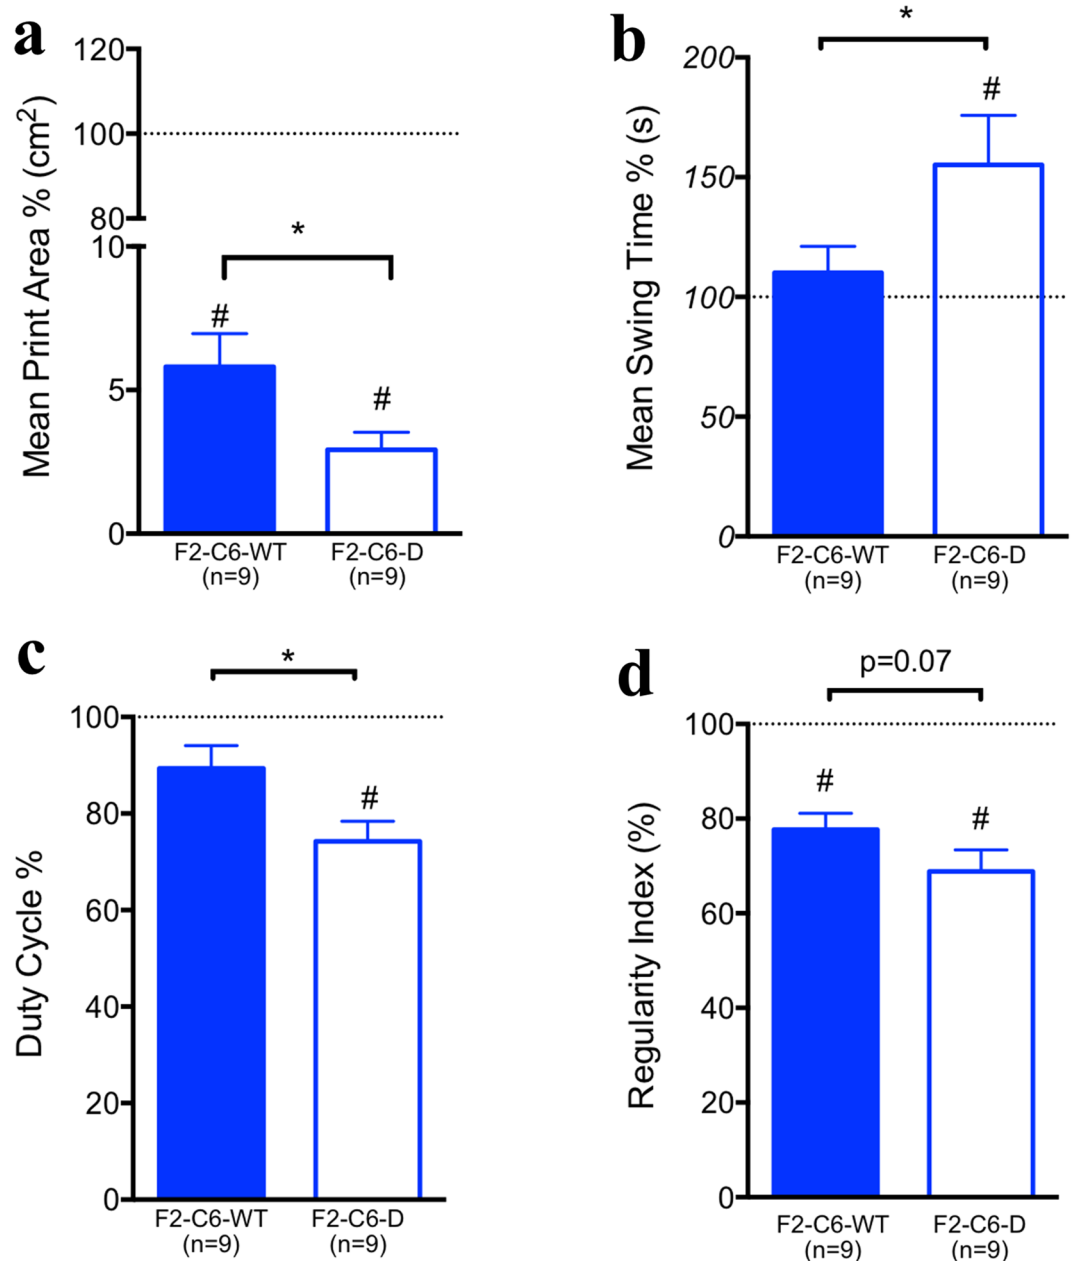 a
Mean Print Area % (cm2)
120
100
80
10
5
0
*
#
#
F2-C6-WT
(n=9)
F2-C6-D
(n=9)
b
Mean Swing Time % (s)
200
150
100
50
0
*
#
F2-C6-WT
(n=9)
F2-C6-D
(n=9)
c
Duty Cycle %
100
80
60
40
20
0
*
#
F2-C6-WT
(n=9)
F2-C6-D
(n=9)
d
Regularity Index (%)
100
80
60
40
20
0
p=0.07
#
#
F2-C6-WT
(n=9)
F2-C6-D
(n=9)